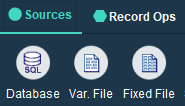 Sources Record Ops
SQL
Database Var. File Fixed File